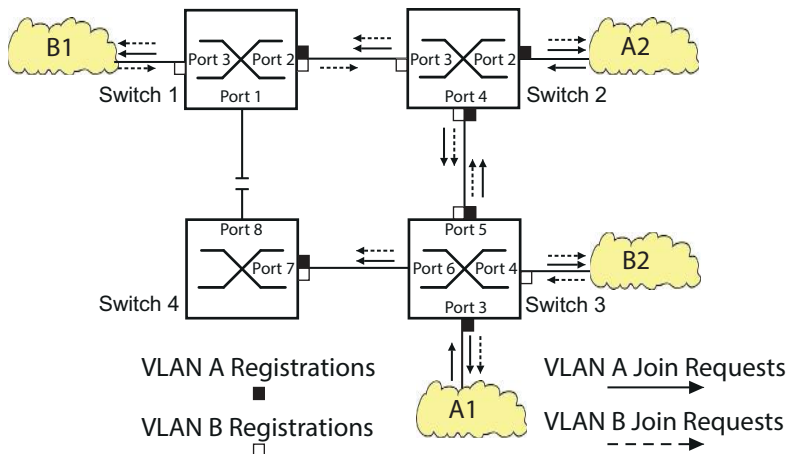 B1
Port 3
Port 2
Port 1
Switch 1
Port 3
Port 2
Port 4
Switch 2
A2
Port 8
Port 7
Switch 4
Port 5
Port 6
Port 4
Port 3
Switch 3
B2
A1
VLAN A Registrations
VLAN B Registrations
VLAN A Join Requests
VLAN B Join Requests